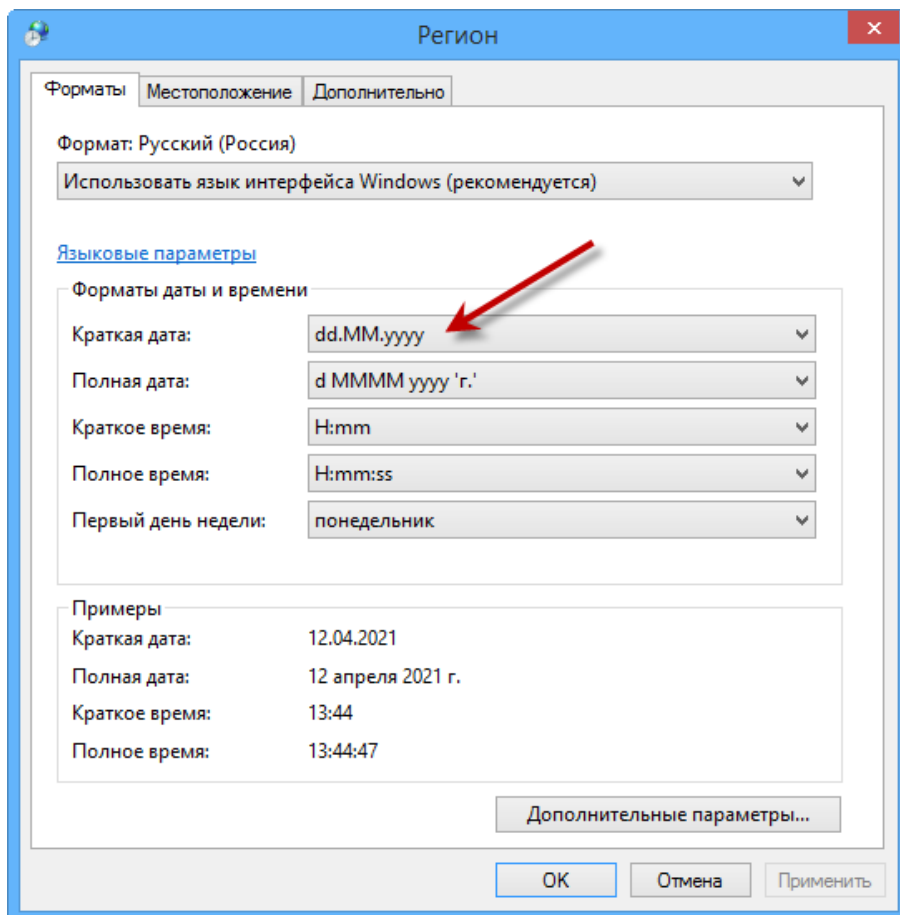 Регион
Форматы Местоположение Дополнительно
Формат: Русский (Россия)
Использовать язык интерфейса Windows (рекомендуется)
Языковые параметры
Форматы даты и времени
Краткая дата: dd.MM.yyyy
Полная дата: d MMMM yyyy 'г.'
Краткое время: H:mm
Полное время: H:mm:ss
Первый день недели: понедельник
Примеры
Краткая дата: 12.04.2021
Полная дата: 12 апреля 2021 г.
Краткое время: 13:44
Полное время: 13:44:47
Дополнительные параметры...
OK Отмена Применить